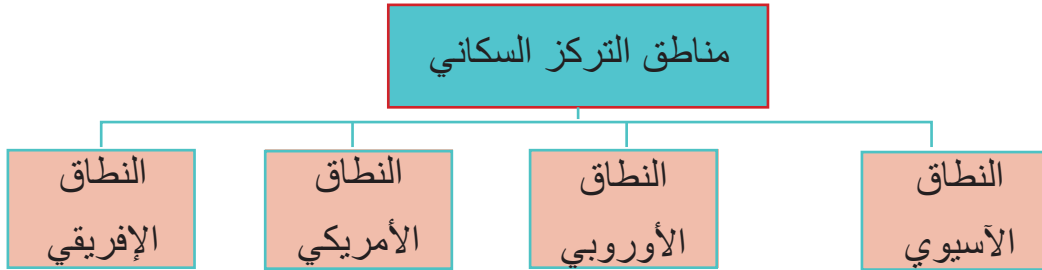 مناطق التركز السكاني
النطاق
الآسيوي
النطاق
الأوروبي
النطاق
الأمريكي
النطاق
الإفريقي